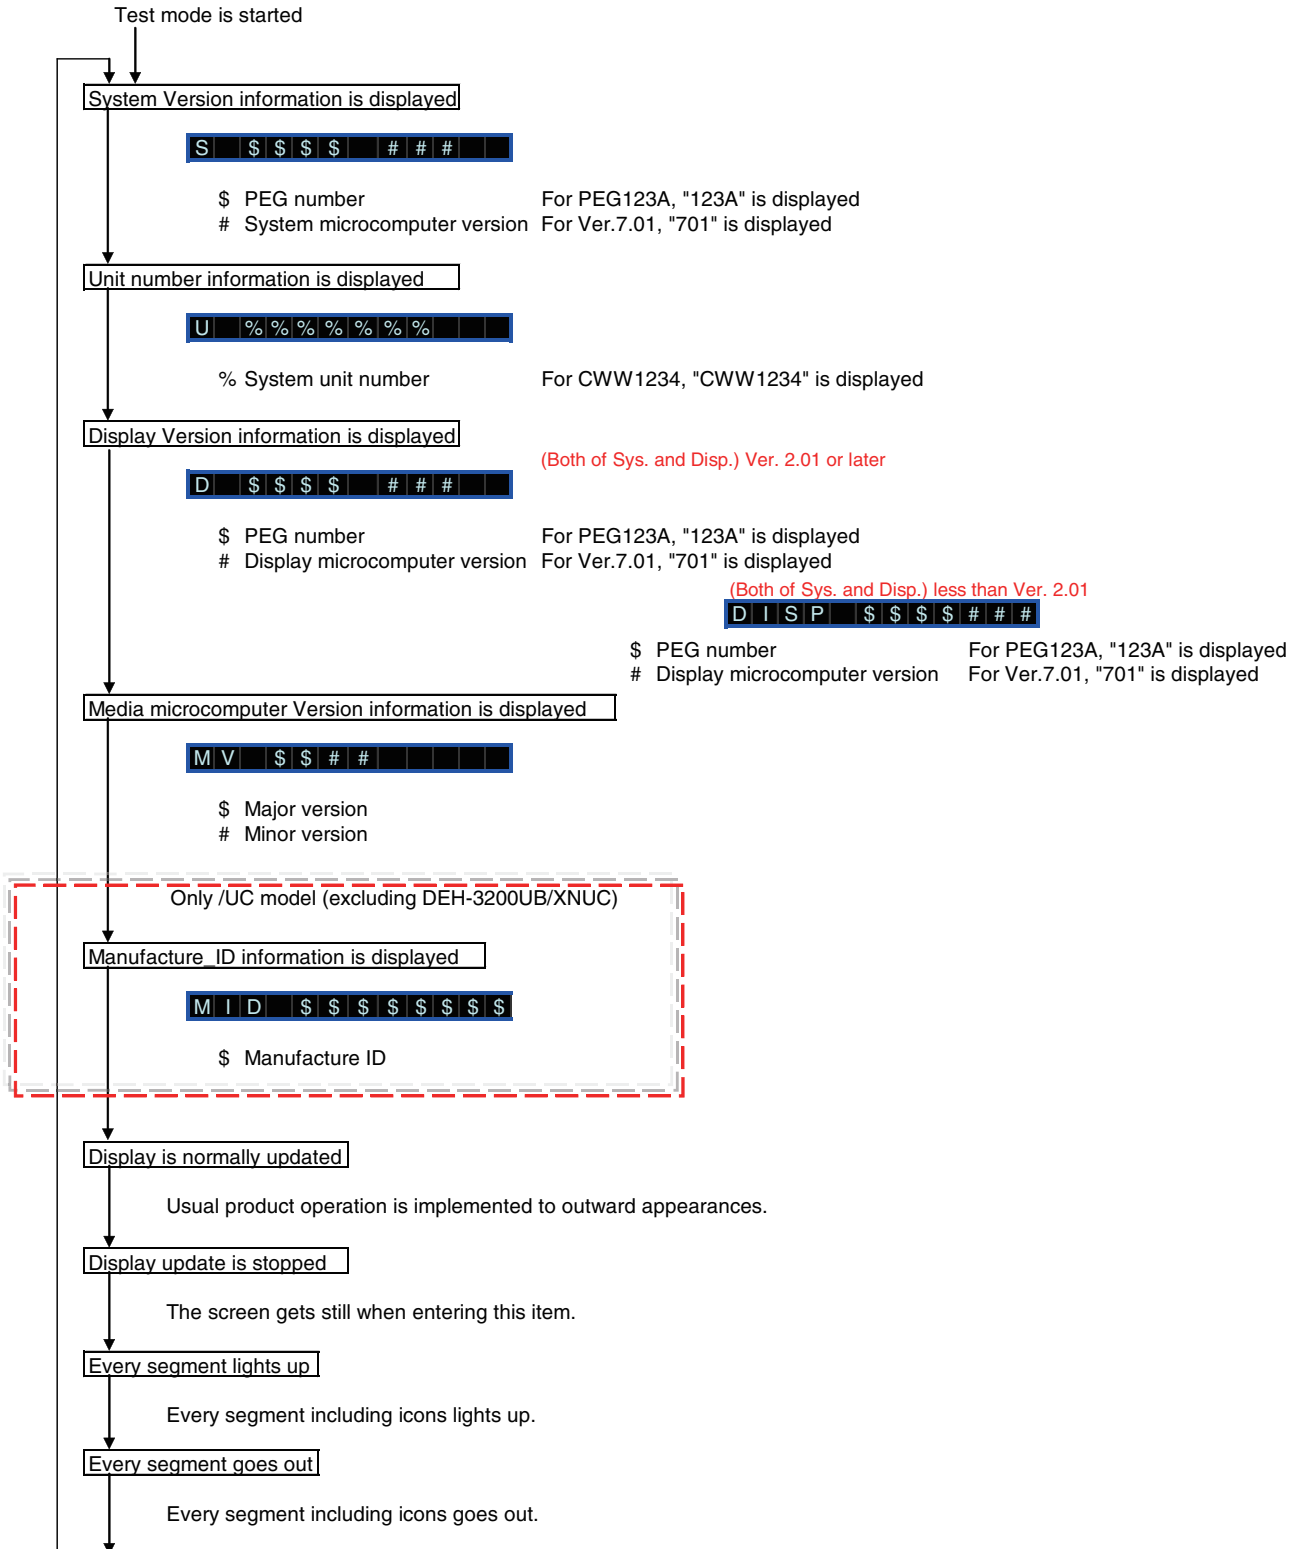 Test mode is started
System Version information is displayed
S $ $ $ $ # # #
$ PEG number For PEG123A, "123A" is displayed
# System microcomputer version For Ver.7.01, "701" is displayed
Unit number information is displayed
U % % % % % % %
% System unit number For CWW1234, "CWW1234" is displayed
Display Version information is displayed
(Both of Sys. and Disp.) Ver. 2.01 or later
D $ $ $ $ # # #
$ PEG number For PEG123A, "123A" is displayed
# Display microcomputer version For Ver.7.01, "701" is displayed
(Both of Sys. and Disp.) less than Ver. 2.01
D I S P $ $ $ $ # # #
$ PEG number For PEG123A, "123A" is displayed
# Display microcomputer version For Ver.7.01, "701" is displayed
Media microcomputer Version information is displayed
M V $ $ # #
$ Major version
# Minor version
Only /UC model (excluding DEH-3200UB/XNUC)
Manufacture_ID information is displayed
M I D $ $ $ $ $ $ $ $
$ Manufacture ID
Display is normally updated
Usual product operation is implemented to outward appearances.
Display update is stopped
The screen gets still when entering this item.
Every segment lights up
Every segment including icons lights up.
Every segment goes out
Every segment including icons goes out.